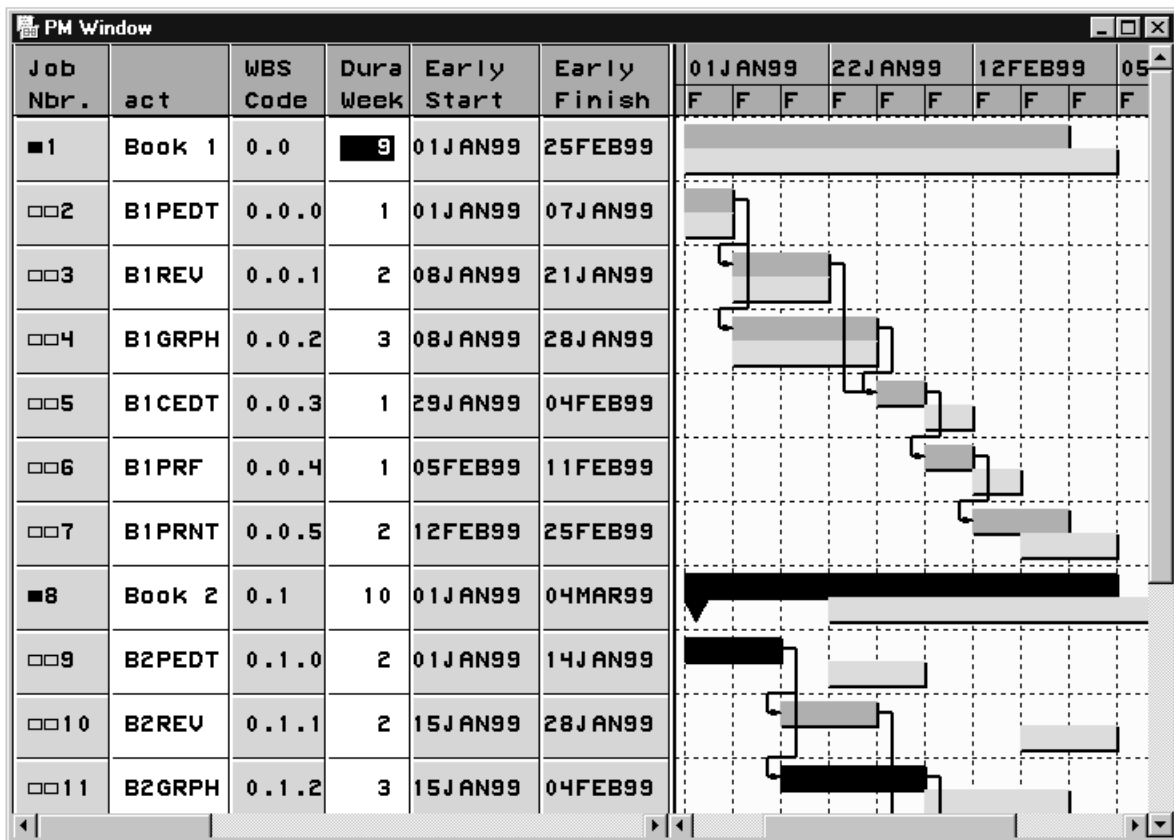 PM Window
Job Nbr. act WBS Code Dura Week Early Start Early Finish 01JAN99 22JAN99 12FEB99 05
F F F F F F F F F F
1 Book 1 0.0 9 01JAN99 25FEB99
2 B1PEDT 0.0.0 1 01JAN99 07JAN99
3 B1REV 0.0.1 2 08JAN99 21JAN99
4 B1GRPH 0.0.2 3 08JAN99 28JAN99
5 B1CEDT 0.0.3 1 29JAN99 04FEB99
6 B1PRF 0.0.4 1 05FEB99 11FEB99
7 B1PRNT 0.0.5 2 12FEB99 25FEB99
8 Book 2 0.1 10 01JAN99 04MAR99
9 B2PEDT 0.1.0 2 01JAN99 14JAN99
10 B2REV 0.1.1 2 15JAN99 28JAN99
11 B2GRPH 0.1.2 3 15JAN99 04FEB99